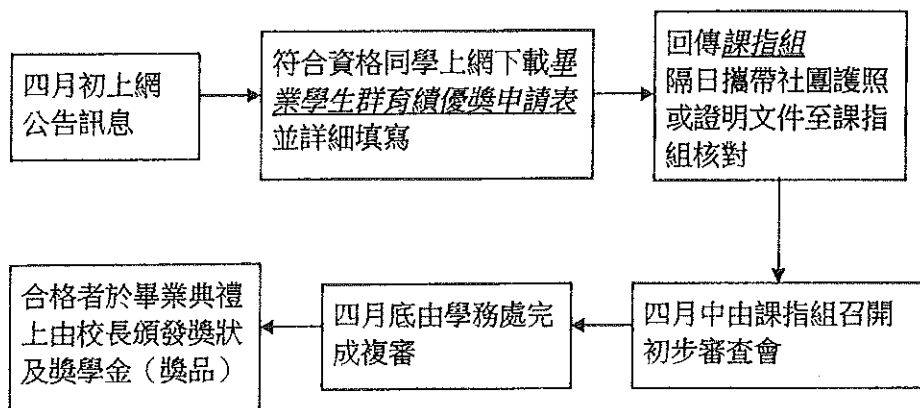 四月初上網
公告訊息
符合資格同學上網下載畢
業學生群育績優獎申請表
並詳細填寫
回傳課指組
隔日攜帶社團護照
或證明文件至課指
組核對
四月中由課指組召開
初步審查會
四月底由學務處完
成複審
合格者於畢業典禮
上由校長頒發獎狀
及獎學金（獎品）